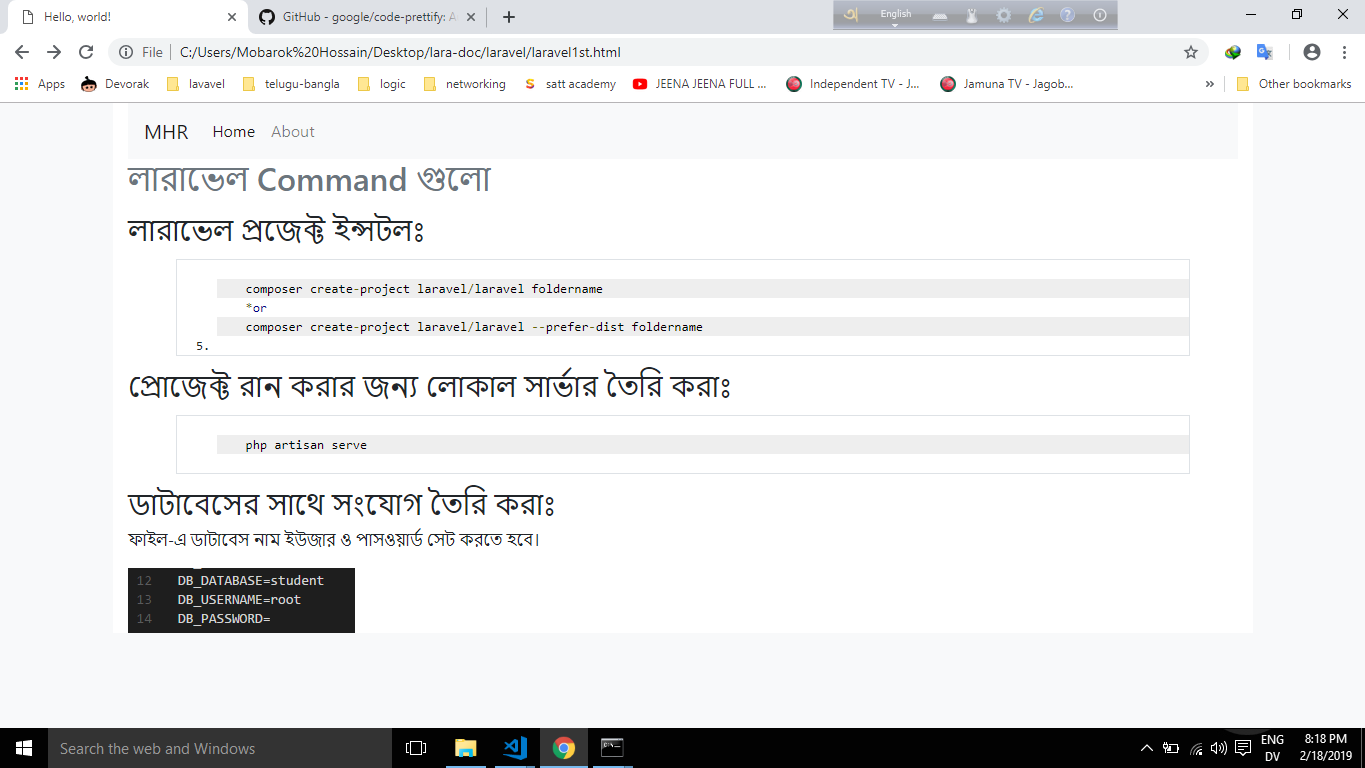 Hello, world!
GitHub - google/code-prettify: A
English
File
C:/Users/Mobarok%20Hossain/Desktop/lara-doc/laravel/laravel1st.html
Apps
Devorak
lavavel
telugu-bangla
logic
networking
satt academy
JEENA JEENA FULL ...
Independent TV - J...
Jamuna TV - Jagob...
»
Other bookmarks
MHR Home About
লারাভেল Command গুলো
লারাভেল প্রজেক্ট ইন্সটলঃ
composer create-project laravel/laravel foldername
*or
composer create-project laravel/laravel --prefer-dist foldername
5.
প্রোজেক্ট রান করার জন্য লোকাল সার্ভার তৈরি করাঃ
php artisan serve
ডাটাবেসের সাথে সংযোগ তৈরি করাঃ
ফাইল-এ ডাটাবেস নাম ইউজার ও পাসওয়ার্ড সেট করতে হবে।
12 DB_DATABASE=student
13 DB_USERNAME=root
14 DB_PASSWORD=
Search the web and Windows
ENG
DV
8:18 PM
2/18/2019